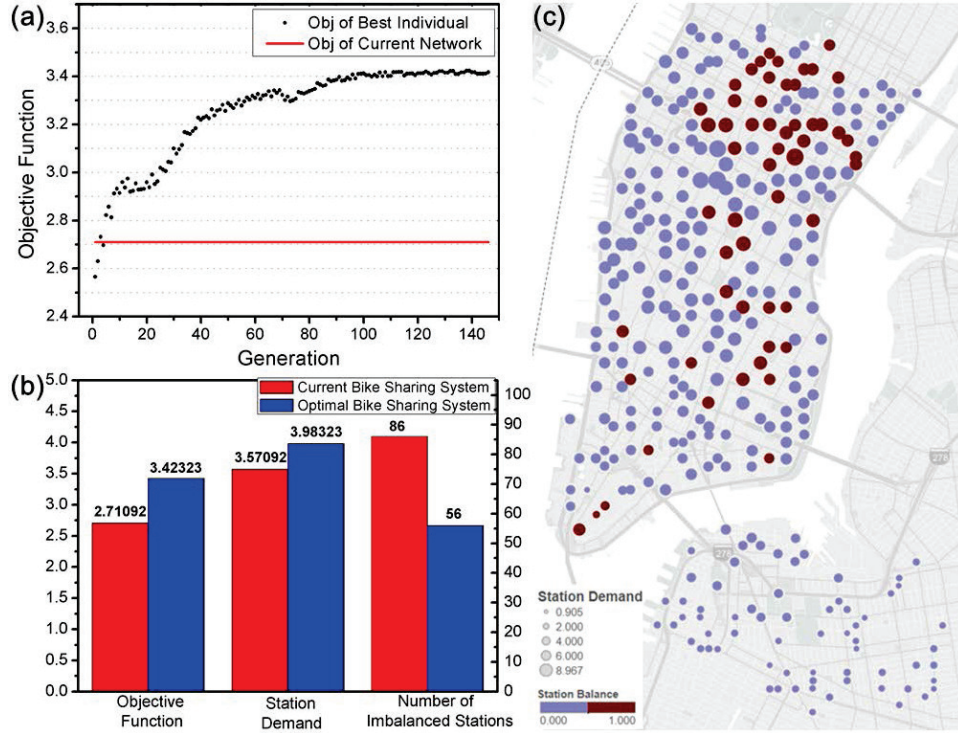 (a)
Obj of Best Individual
Obj of Current Network
3.6
3.4
3.2
3.0
2.8
2.6
2.4
Objective Function
0 20 40 60 80 100 120 140
Generation
(b)
Current Bike Sharing System
Optimal Bike Sharing System
5.0
4.5
4.0
3.5
3.0
2.5
2.0
1.5
1.0
0.5
0.0
2.71092
3.42323
3.57092
3.98323
86
56
100
90
80
70
60
50
40
30
20
10
0
Objective
Function
Station
Demand
Number of
Imbalanced Stations
(c)
278
278
Station Demand
0.905
2.000
4.000
6.000
8.967
Station Balance
0.000 1.000